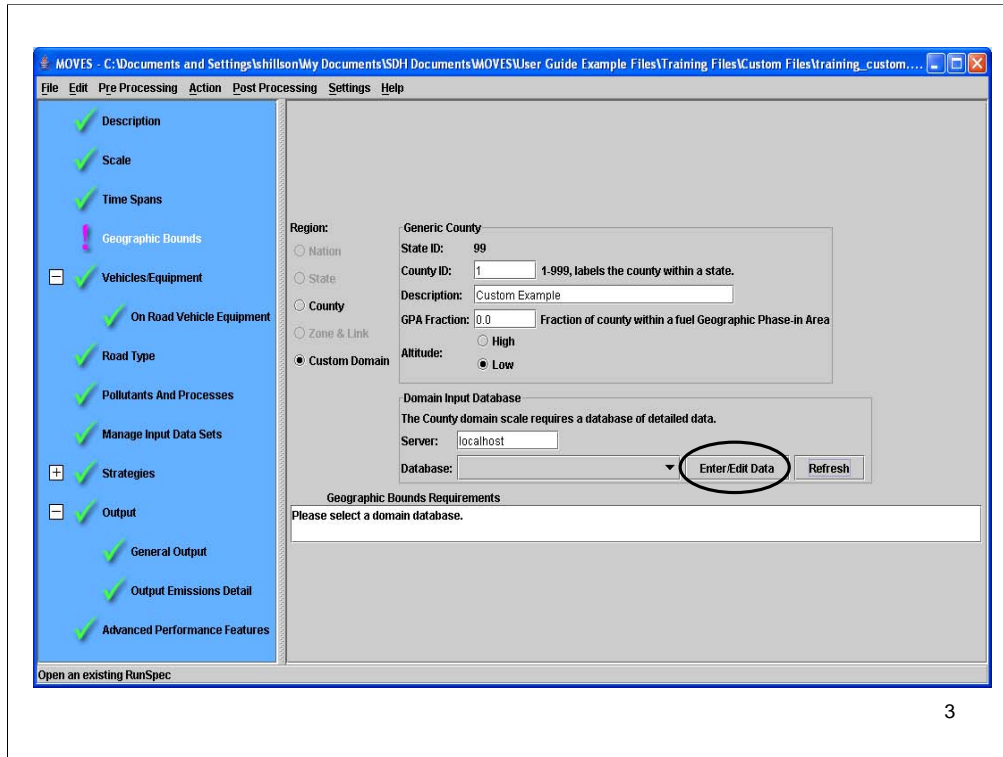 MOVES - C:\Documents and Settings\shillson\My Documents\SDH Documents\MOVES\User Guide Example Files\Training Files\Custom Files\training_custom....
File Edit Pre Processing Action Post Processing Settings Help
Description
Scale
Time Spans
Geographic Bounds
Vehicles/Equipment
On Road Vehicle Equipment
Road Type
Pollutants And Processes
Manage Input Data Sets
Strategies
Output
General Output
Output Emissions Detail
Advanced Performance Features
Region:
Nation
State
County
Zone & Link
Custom Domain
Generic County
State ID: 99
County ID: 1 1-999, labels the county within a state.
Description: Custom Example
GPA Fraction: 0.0 Fraction of county within a fuel Geographic Phase-in Area
Altitude:
High
Low
Domain Input Database
The County domain scale requires a database of detailed data.
Server: localhost
Database: Enter/Edit Data Refresh
Geographic Bounds Requirements
Please select a domain database.
Open an existing RunSpec
3